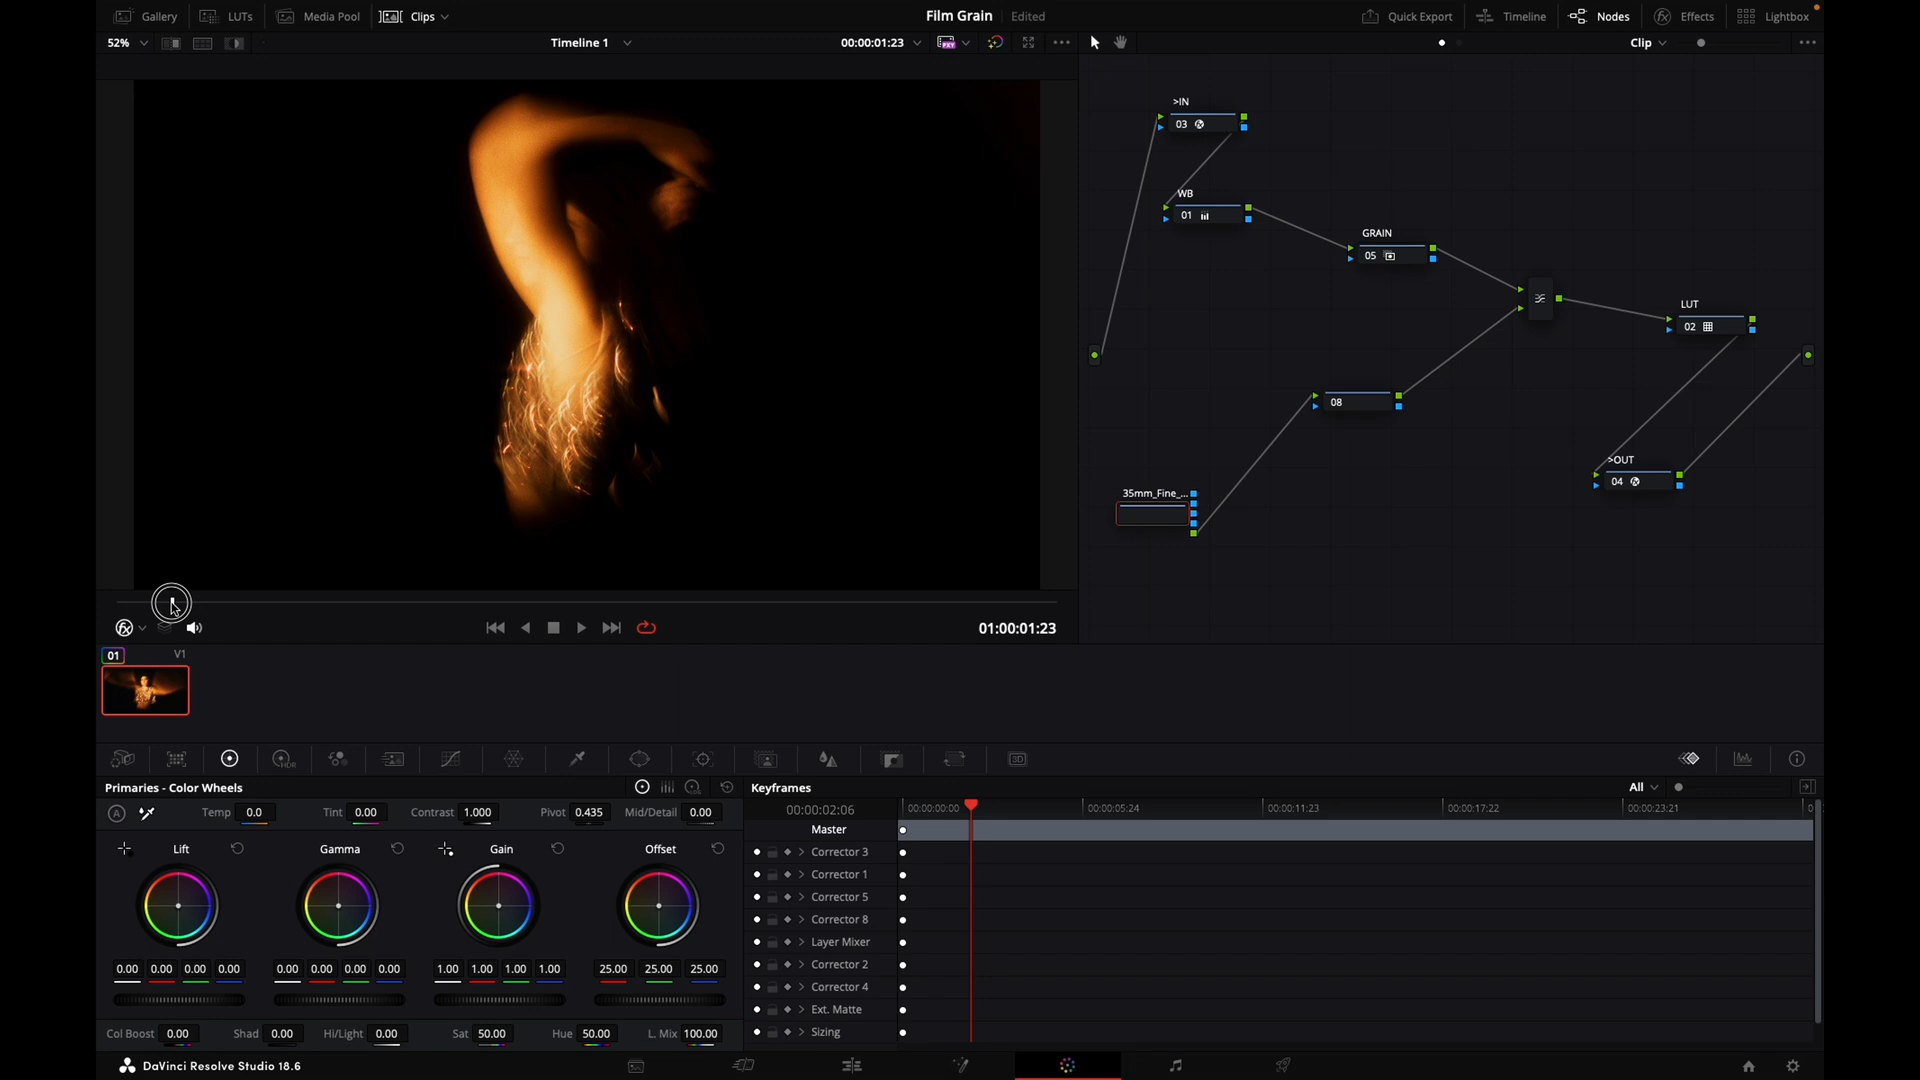 Gallery LUTs Media Pool Clips Film Grain Edited Quick Export Timeline Nodes Effects Lightbox
52% Timeline 1 00:00:01:23 PXY Clip
>IN
03
WB
01
GRAIN
05
LUT
02
08
>OUT
04
35mm_Fine_...
fx 01:00:01:23
01 V1
HDR 3D
Primaries - Color Wheels
A Temp 0.0 Tint 0.00 Contrast 1.000 Pivot 0.435 Mid/Detail 0.00
Lift Gamma Gain Offset
0.00 0.00 0.00 0.00 0.00 0.00 0.00 0.00 1.00 1.00 1.00 1.00 25.00 25.00 25.00
Col Boost 0.00 Shad 0.00 Hi/Light 0.00 Sat 50.00 Hue 50.00 L. Mix 100.00
Keyframes All
00:00:02:06 00:00:00:00 00:00:05:24 00:00:11:23 00:00:17:22 00:00:23:21 0
Master
Corrector 3
Corrector 1
Corrector 5
Corrector 8
Layer Mixer
Corrector 2
Corrector 4
Ext. Matte
Sizing
DaVinci Resolve Studio 18.6